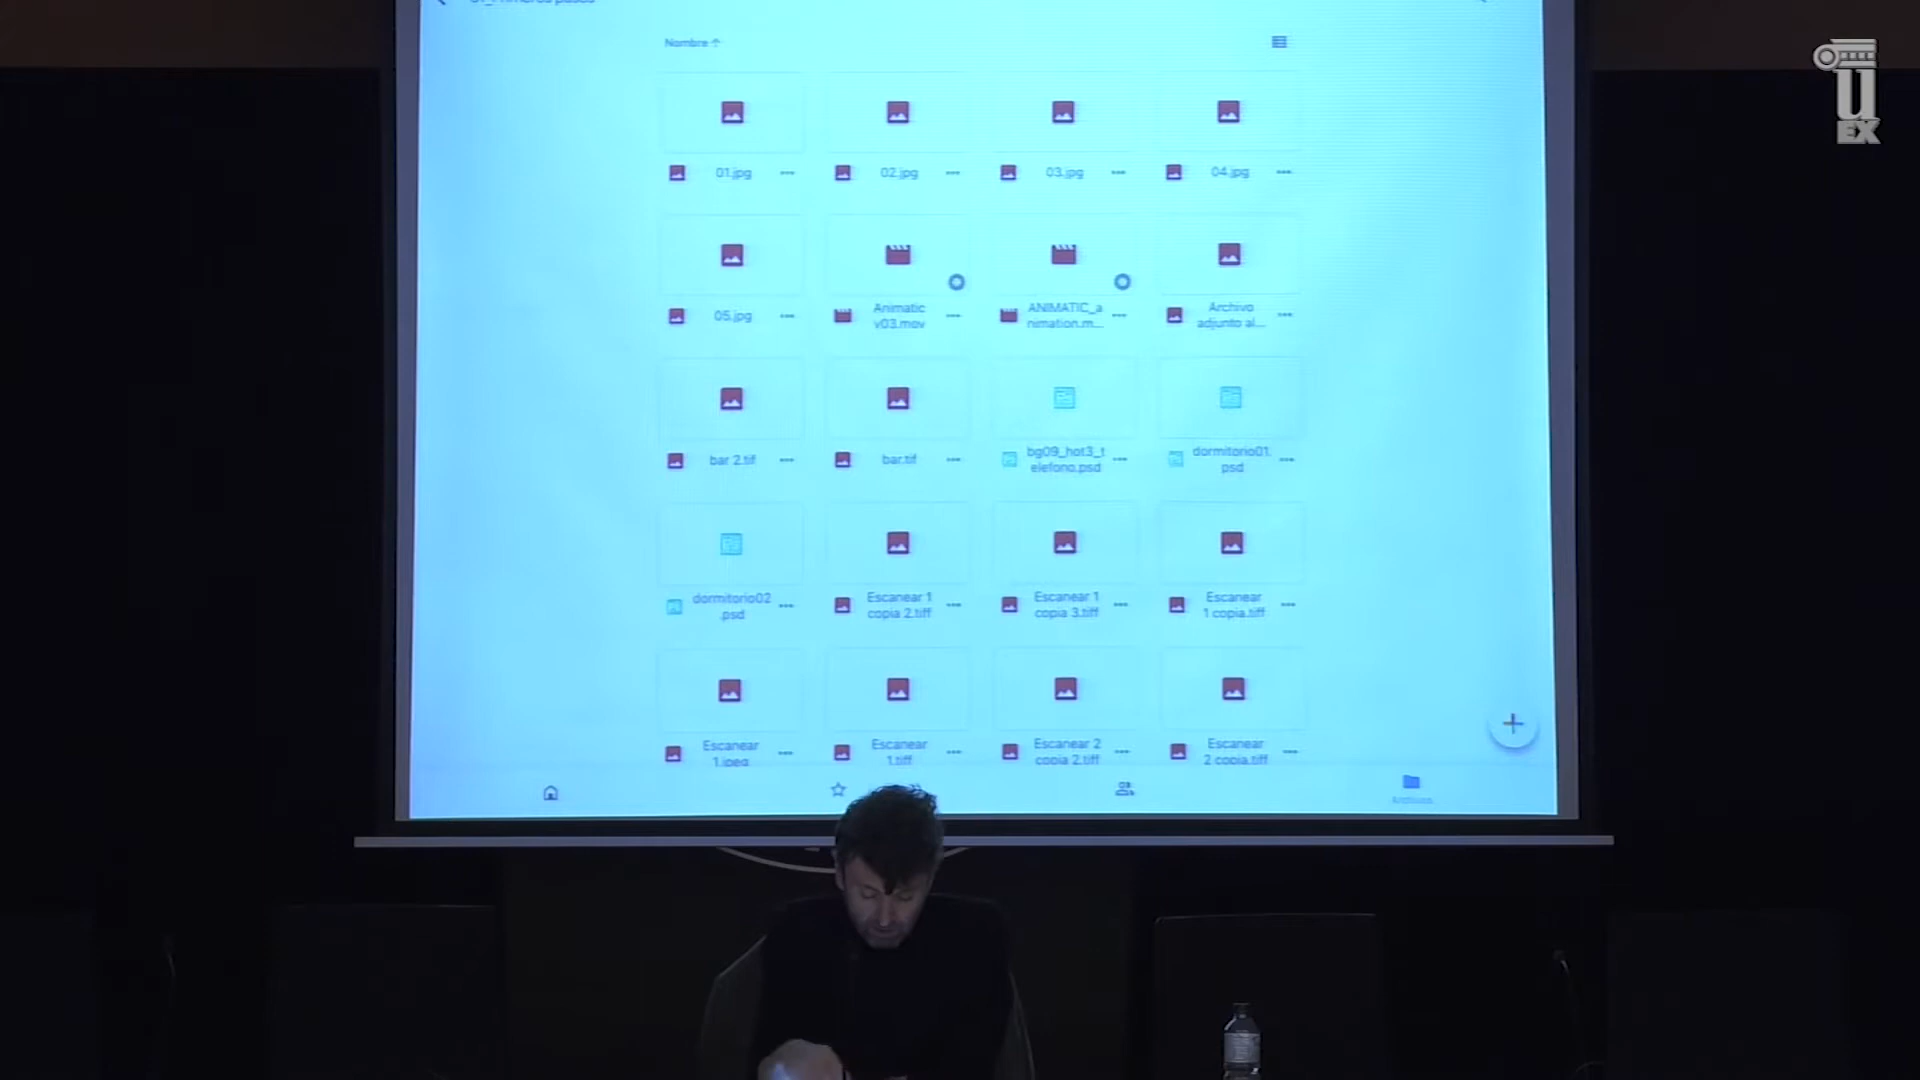 Nombre
01.jpg
02.jpg
03.jpg
04.jpg
05.jpg
Animatic
v03.mov
ANIMATIC_a
nimation.m...
Archivo
adjunto al...
bar 2.tif
bar.tif
bg09_hot3_t
elefono.psd
dormitorio01.
psd
dormitorio02
.psd
Escanear 1
copia 2.tiff
Escanear 1
copia 3.tiff
Escanear
1 copia.tiff
Escanear
1.jpeg
Escanear
1.tiff
Escanear 2
copia 2.tiff
Escanear
2 copia.tiff
Archivos
UEX